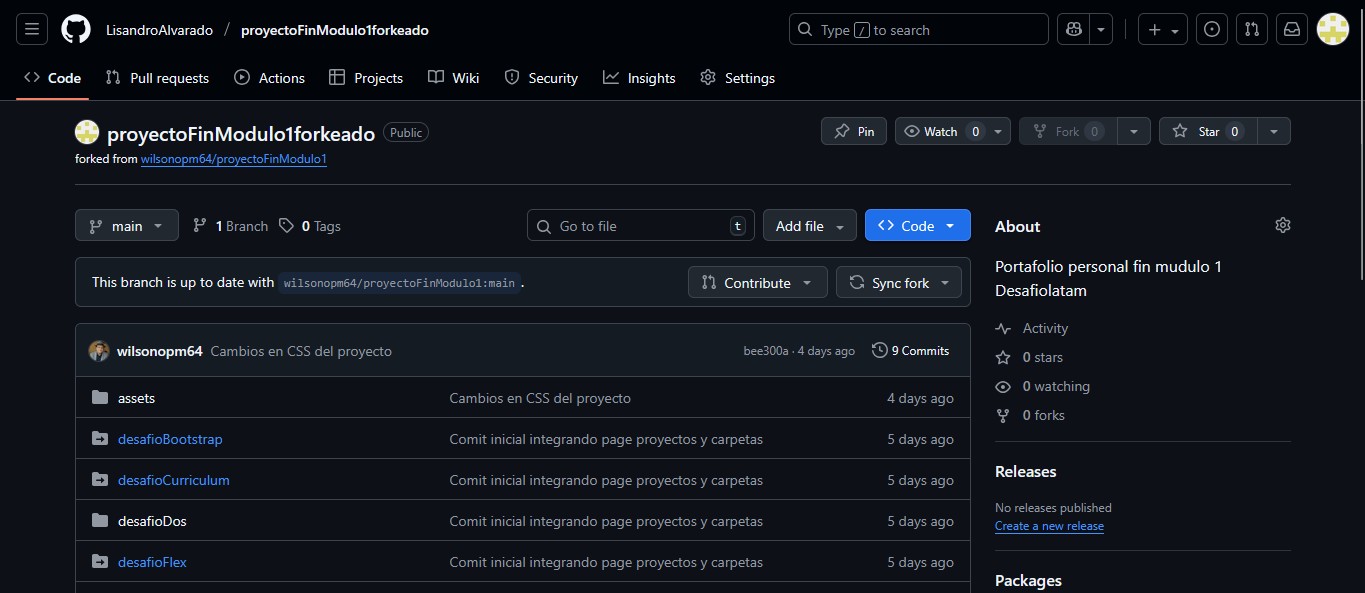 LisandroAlvarado / proyectoFinModulo1forkeado
Type / to search
Code Pull requests Actions Projects Wiki Security Insights Settings
proyectoFinModulo1forkeado Public
Pin Watch 0 Fork 0 Star 0
forked from wilsonopm64/proyectoFinModulo1
main 1 Branch 0 Tags Go to file t Add file Code
This branch is up to date with wilsonopm64/proyectoFinModulo1:main . Contribute Sync fork
wilsonopm64 Cambios en CSS del proyecto bee300a · 4 days ago 9 Commits
assets Cambios en CSS del proyecto 4 days ago
desafioBootstrap Comit inicial integrando page proyectos y carpetas 5 days ago
desafioCurriculum Comit inicial integrando page proyectos y carpetas 5 days ago
desafioDos Comit inicial integrando page proyectos y carpetas 5 days ago
desafioFlex Comit inicial integrando page proyectos y carpetas 5 days ago
About
Portafolio personal fin mudulo 1
Desafiolatam
Activity
0 stars
0 watching
0 forks
Releases
No releases published
Create a new release
Packages